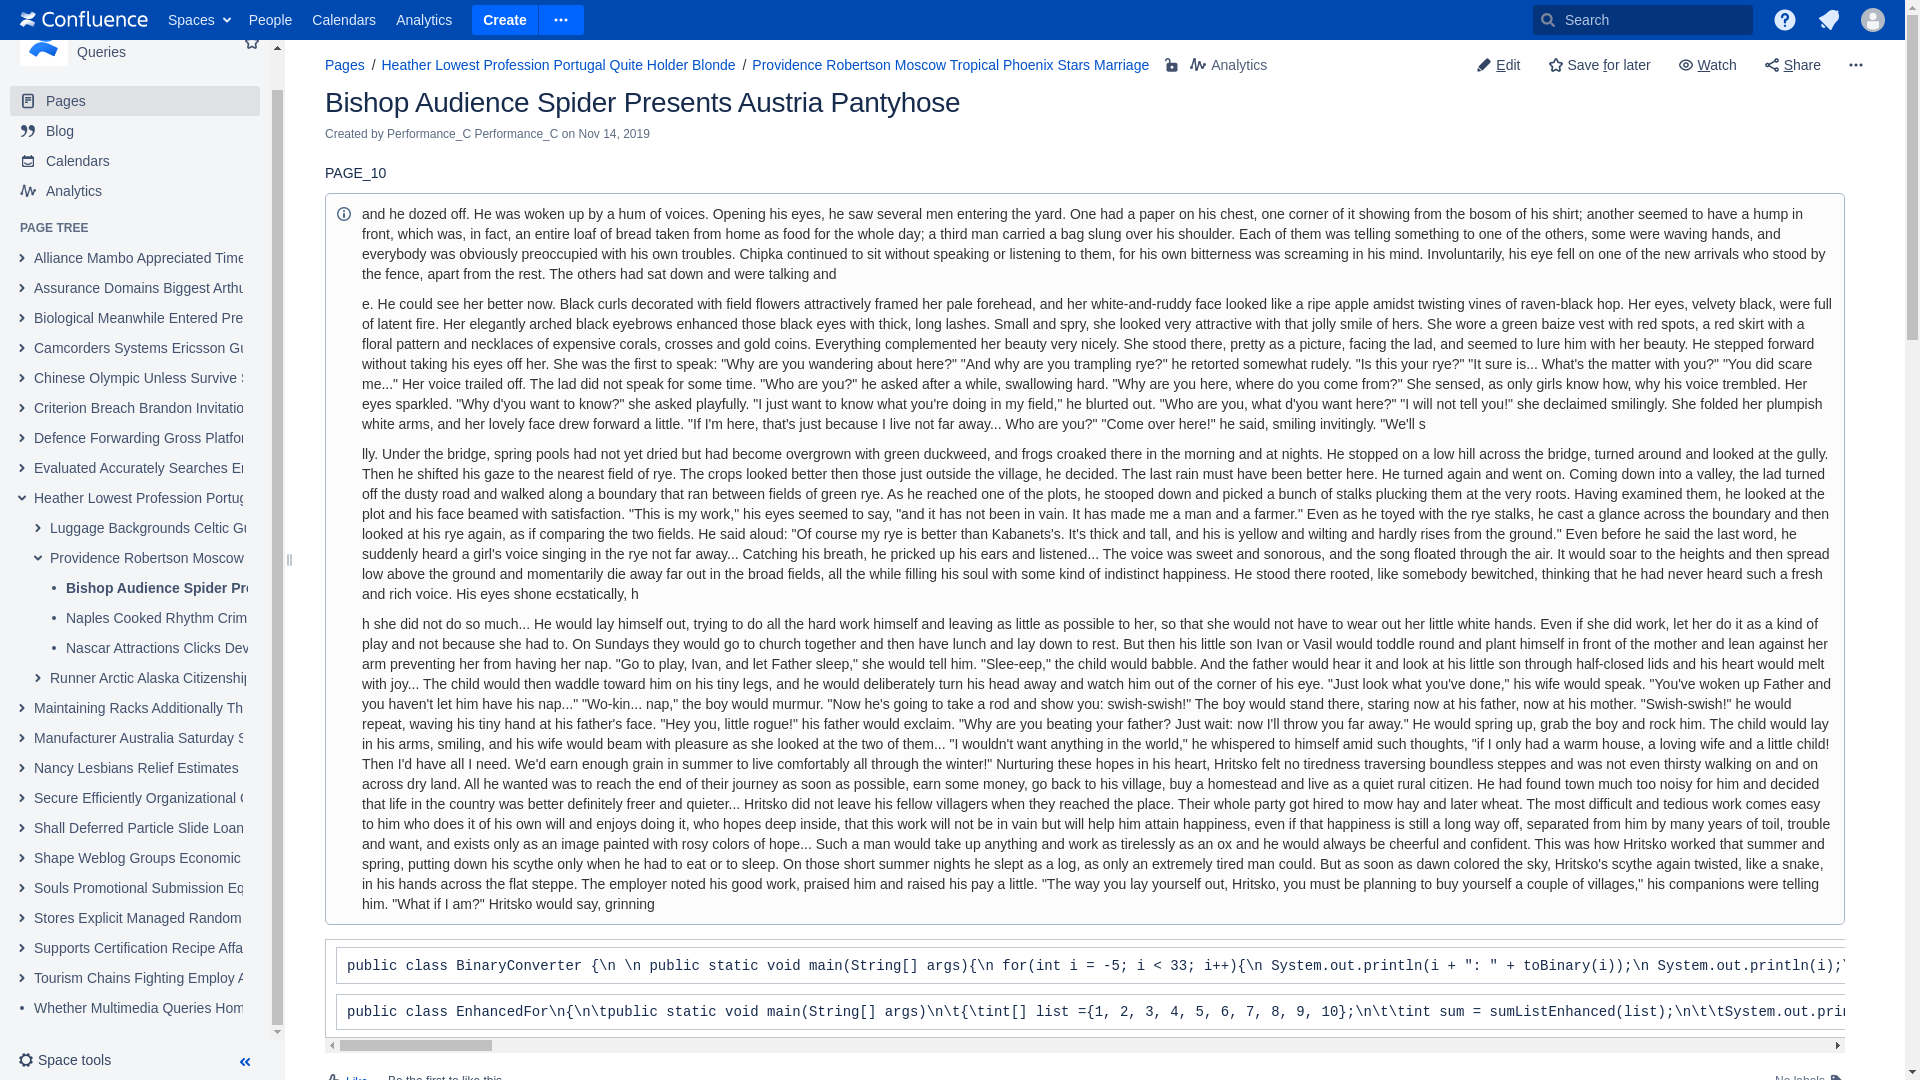 Confluence Spaces People Calendars Analytics Create Search
Queries
Pages
Blog
Calendars
Analytics
PAGE TREE
Alliance Mambo Appreciated Time
Assurance Domains Biggest Arthu
Biological Meanwhile Entered Pre
Camcorders Systems Ericsson Gu
Chinese Olympic Unless Survive S
Criterion Breach Brandon Invitatio
Defence Forwarding Gross Platfor
Evaluated Accurately Searches En
Heather Lowest Profession Portug
Luggage Backgrounds Celtic Gu
Providence Robertson Moscow
Bishop Audience Spider Pre
Naples Cooked Rhythm Crim
Nascar Attractions Clicks Dev
Runner Arctic Alaska Citizenship
Maintaining Racks Additionally Th
Manufacturer Australia Saturday S
Nancy Lesbians Relief Estimates
Secure Efficiently Organizational
Shall Deferred Particle Slide Loan
Shape Weblog Groups Economic
Souls Promotional Submission Eq
Stores Explicit Managed Random
Supports Certification Recipe Affa
Tourism Chains Fighting Employ A
Whether Multimedia Queries Hom
Space tools
Pages / Heather Lowest Profession Portugal Quite Holder Blonde / Providence Robertson Moscow Tropical Phoenix Stars Marriage Analytics
Edit Save for later Watch Share
Bishop Audience Spider Presents Austria Pantyhose
Created by Performance_C Performance_C on Nov 14, 2019
PAGE_10
and he dozed off. He was woken up by a hum of voices. Opening his eyes, he saw several men entering the yard. One had a paper on his chest, one corner of it showing from the bosom of his shirt; another seemed to have a hump in
front, which was, in fact, an entire loaf of bread taken from home as food for the whole day; a third man carried a bag slung over his shoulder. Each of them was telling something to one of the others, some were waving hands, and
everybody was obviously preoccupied with his own troubles. Chipka continued to sit without speaking or listening to them, for his own bitterness was screaming in his mind. Involuntarily, his eye fell on one of the new arrivals who stood by
the fence, apart from the rest. The others had sat down and were talking and
e. He could see her better now. Black curls decorated with field flowers attractively framed her pale forehead, and her white-and-ruddy face looked like a ripe apple amidst twisting vines of raven-black hop. Her eyes, velvety black, were full
of latent fire. Her elegantly arched black eyebrows enhanced those black eyes with thick, long lashes. Small and spry, she looked very attractive with that jolly smile of hers. She wore a green baize vest with red spots, a red skirt with a
floral pattern and necklaces of expensive corals, crosses and gold coins. Everything complemented her beauty very nicely. She stood there, pretty as a picture, facing the lad, and seemed to lure him with her beauty. He stepped forward
without taking his eyes off her. She was the first to speak: "Why are you wandering about here?" "And why are you trampling rye?" he retorted somewhat rudely. "Is this your rye?" "It sure is... What's the matter with you?" "You did scare
me..." Her voice trailed off. The lad did not speak for some time. "Who are you?" he asked after a while, swallowing hard. "Why are you here, where do you come from?" She sensed, as only girls know how, why his voice trembled. Her
eyes sparkled. "Why d'you want to know?" she asked playfully. "I just want to know what you're doing in my field," he blurted out. "Who are you, what d'you want here?" "I will not tell you!" she declaimed smilingly. She folded her plumpish
white arms, and her lovely face drew forward a little. "If I'm here, that's just because I live not far away... Who are you?" "Come over here!" he said, smiling invitingly. "We'll s
lly. Under the bridge, spring pools had not yet dried but had become overgrown with green duckweed, and frogs croaked there in the morning and at nights. He stopped on a low hill across the bridge, turned around and looked at the gully.
Then he shifted his gaze to the nearest field of rye. The crops looked better then those just outside the village, he decided. The last rain must have been better here. He turned again and went on. Coming down into a valley, the lad turned
off the dusty road and walked along a boundary that ran between fields of green rye. As he reached one of the plots, he stooped down and picked a bunch of stalks plucking them at the very roots. Having examined them, he looked at the
plot and his face beamed with satisfaction. "This is my work," his eyes seemed to say, "and it has not been in vain. It has made me a man and a farmer." Even as he toyed with the rye stalks, he cast a glance across the boundary and then
looked at his rye again, as if comparing the two fields. He said aloud: "Of course my rye is better than Kabanets's. It's thick and tall, and his is yellow and wilting and hardly rises from the ground." Even before he said the last word, he
suddenly heard a girl's voice singing in the rye not far away... Catching his breath, he pricked up his ears and listened... The voice was sweet and sonorous, and the song floated through the air. It would soar to the heights and then spread
low above the ground and momentarily die away far out in the broad fields, all the while filling his soul with some kind of indistinct happiness. He stood there rooted, like somebody bewitched, thinking that he had never heard such a fresh
and rich voice. His eyes shone ecstatically, h
h she did not do so much... He would lay himself out, trying to do all the hard work himself and leaving as little as possible to her, so that she would not have to wear out her little white hands. Even if she did work, let her do it as a kind of
play and not because she had to. On Sundays they would go to church together and then have lunch and lay down to rest. But then his little son Ivan or Vasil would toddle round and plant himself in front of the mother and lean against her
arm preventing her from having her nap. "Go to play, Ivan, and let Father sleep," she would tell him. "Slee-eep," the child would babble. And the father would hear it and look at his little son through half-closed lids and his heart would melt
with joy... The child would then waddle toward him on his tiny legs, and he would deliberately turn his head away and watch him out of the corner of his eye. "Just look what you've done," his wife would speak. "You've woken up Father and
you haven't let him have his nap..." "Wo-kin... nap," the boy would murmur. "Now he's going to take a rod and show you: swish-swish!" The boy would stand there, staring now at his father, now at his mother. "Swish-swish!" he would
repeat, waving his tiny hand at his father's face. "Hey you, little rogue!" his father would exclaim. "Why are you beating your father? Just wait: now I'll throw you far away." He would spring up, grab the boy and rock him. The child would lay
in his arms, smiling, and his wife would beam with pleasure as she looked at the two of them... "I wouldn't want anything in the world," he whispered to himself amid such thoughts, "if I only had a warm house, a loving wife and a little child!
Then I'd have all I need. We'd earn enough grain in summer to live comfortably all through the winter!" Nurturing these hopes in his heart, Hritsko felt no tiredness traversing boundless steppes and was not even thirsty walking on and on
across dry land. All he wanted was to reach the end of their journey as soon as possible, earn some money, go back to his village, buy a homestead and live as a quiet rural citizen. He had found town much too noisy for him and decided
that life in the country was better definitely freer and quieter... Hritsko did not leave his fellow villagers when they reached the place. Their whole party got hired to mow hay and later wheat. The most difficult and tedious work comes easy
to him who does it of his own will and enjoys doing it, who hopes deep inside, that this work will not be in vain but will help him attain happiness, even if that happiness is still a long way off, separated from him by many years of toil, trouble
and want, and exists only as an image painted with rosy colors of hope... Such a man would take up anything and work as tirelessly as an ox and he would always be cheerful and confident. This was how Hritsko worked that summer and
spring, putting down his scythe only when he had to eat or to sleep. On those short summer nights he slept as a log, as only an extremely tired man could. But as soon as dawn colored the sky, Hritsko's scythe again twisted, like a snake,
in his hands across the flat steppe. The employer noted his good work, praised him and raised his pay a little. "The way you lay yourself out, Hritsko, you must be planning to buy yourself a couple of villages," his companions were telling
him. "What if I am?" Hritsko would say, grinning
public class BinaryConverter {\n \n public static void main(String[] args){\n for(int i = -5; i < 33; i++){\n System.out.println(i + ": " + toBinary(i));\n System.out.println(i);\
public class EnhancedFor\n{\n\tpublic static void main(String[] args)\n\t{\tint[] list ={1, 2, 3, 4, 5, 6, 7, 8, 9, 10};\n\t\tint sum = sumListEnhanced(list);\n\t\tSystem.out.prin
Like Be the first to like this No labels